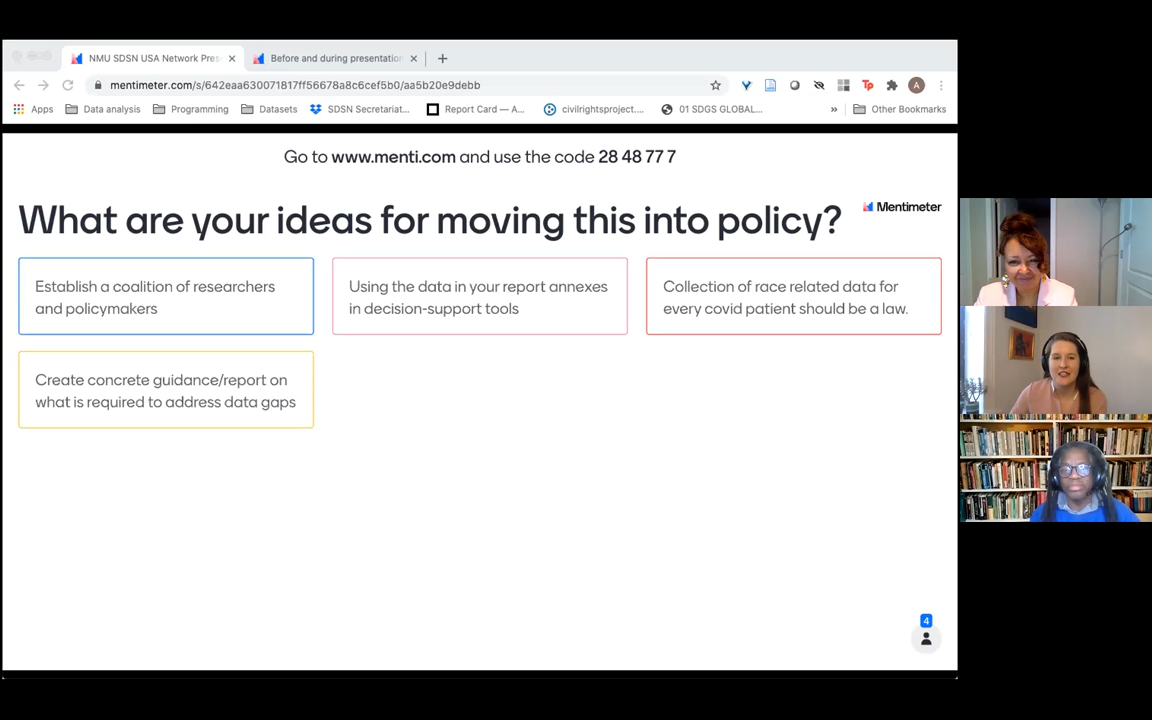 NMU SDSN USA Network Pres
Before and during presentation
mentimeter.com/s/642eaa630071817ff56678a8c6cef5b0/aa5b20e9debb
Apps
Data analysis
Programming
Datasets
SDSN Secretariat...
Report Card — A...
civilrightsproject....
01 SDGS GLOBAL...
»
Other Bookmarks
Go to www.menti.com and use the code 28 48 77 7
What are your ideas for moving this into policy?
Mentimeter
Establish a coalition of researchers
and policymakers
Using the data in your report annexes
in decision-support tools
Collection of race related data for
every covid patient should be a law.
Create concrete guidance/report on
what is required to address data gaps
4